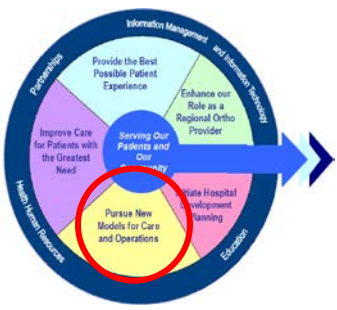 Information Management and Information Technology
Partnerships
Provide the Best
Possible Patient
Experience
Enhance our
Role as a
Regional Ortho
Provider
Improve Care
for Patients with
the Greatest
Need
Serving Our
Patients and
Our
Pursue New
Models for Care
and Operations
Hospital
Development
Health Human Resources
Education